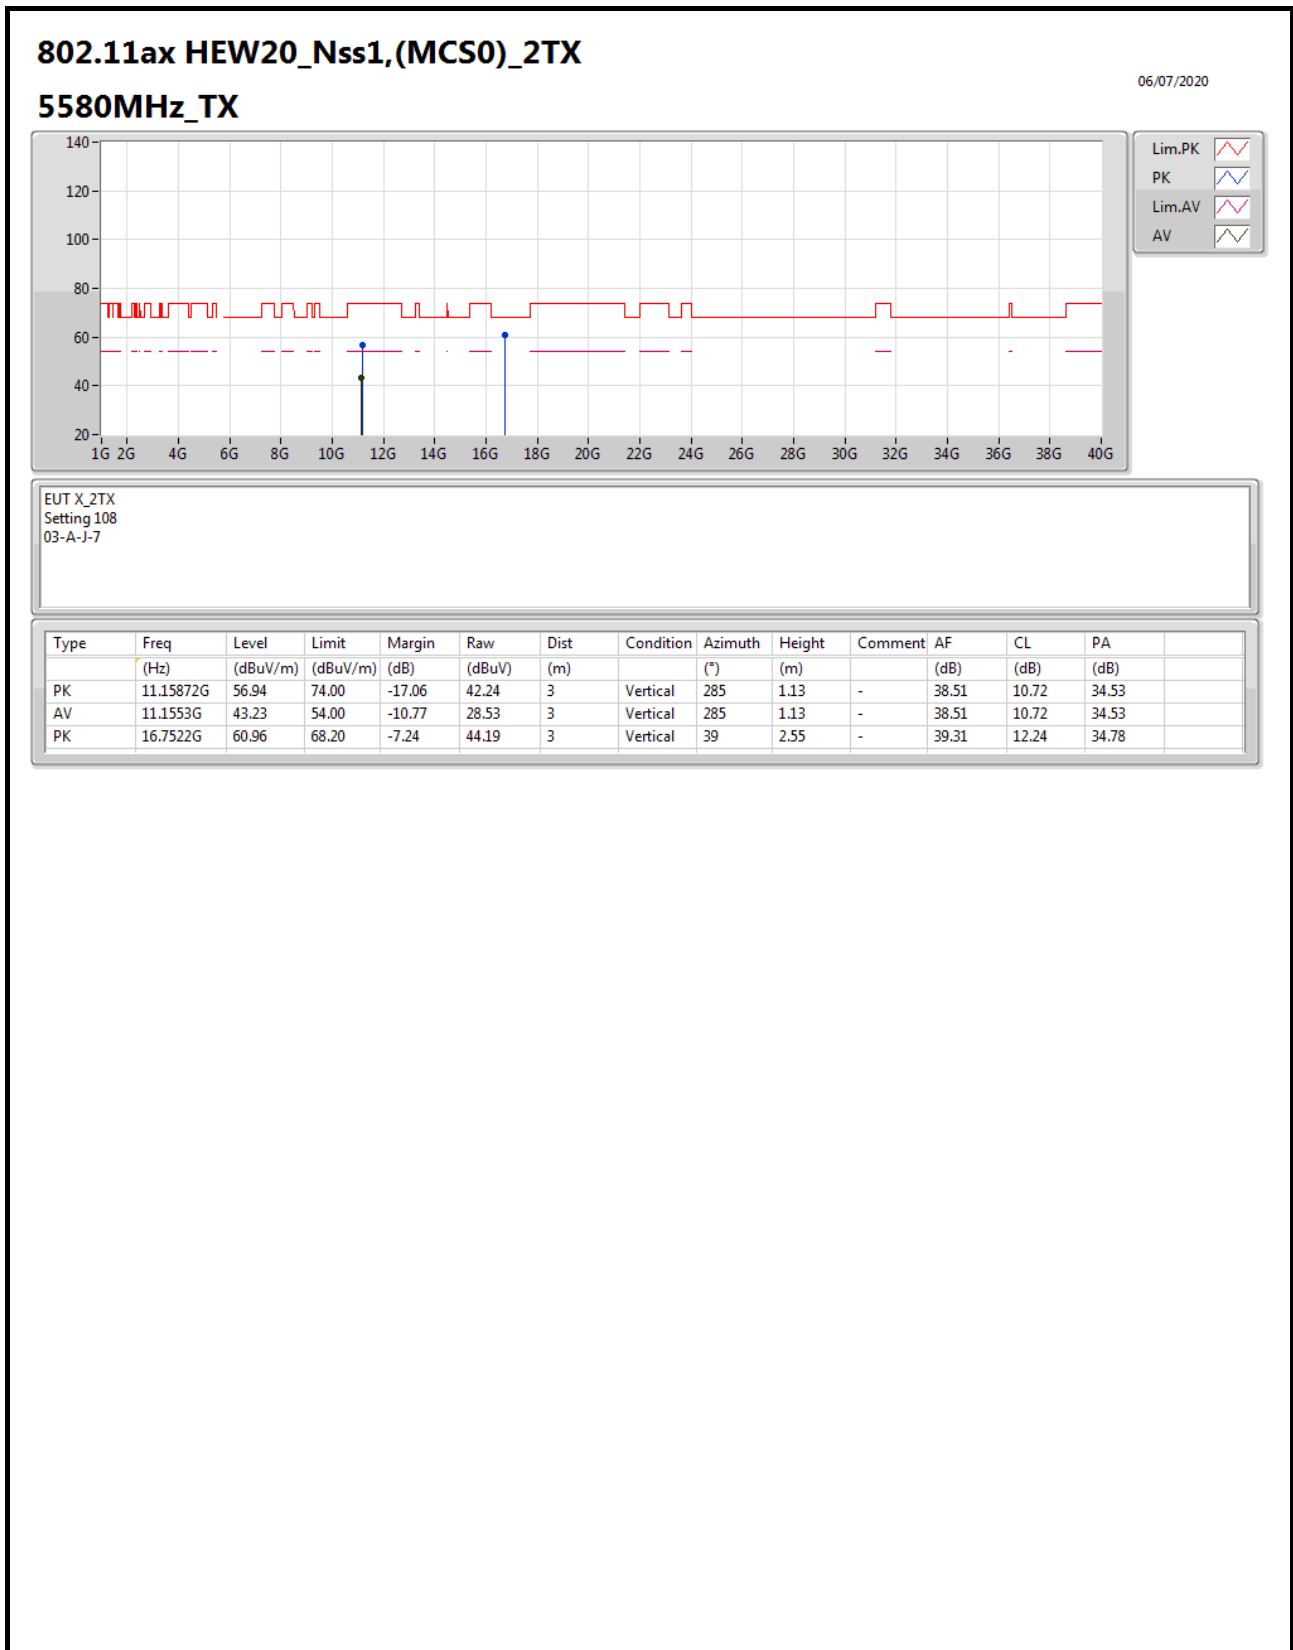 802.11ax HEW20_Nss1,(MCS0)_2TX
06/07/2020
5580MHz_TX
140
120
100
80
60
40
20
1G 2G 4G 6G 8G 10G 12G 14G 16G 18G 20G 22G 24G 26G 28G 30G 32G 34G 36G 38G 40G
Lim.PK
PK
Lim.AV
AV
EUT X_2TX
Setting 108
03-A-J-7
Type Freq Level Limit Margin Raw Dist Condition Azimuth Height Comment AF CL PA
(Hz) (dBuV/m) (dBuV/m) (dB) (dBuV) (m) (°) (m) (dB) (dB) (dB)
PK 11.15872G 56.94 74.00 -17.06 42.24 3 Vertical 285 1.13 - 38.51 10.72 34.53
AV 11.1553G 43.23 54.00 -10.77 28.53 3 Vertical 285 1.13 - 38.51 10.72 34.53
PK 16.7522G 60.96 68.20 -7.24 44.19 3 Vertical 39 2.55 - 39.31 12.24 34.78